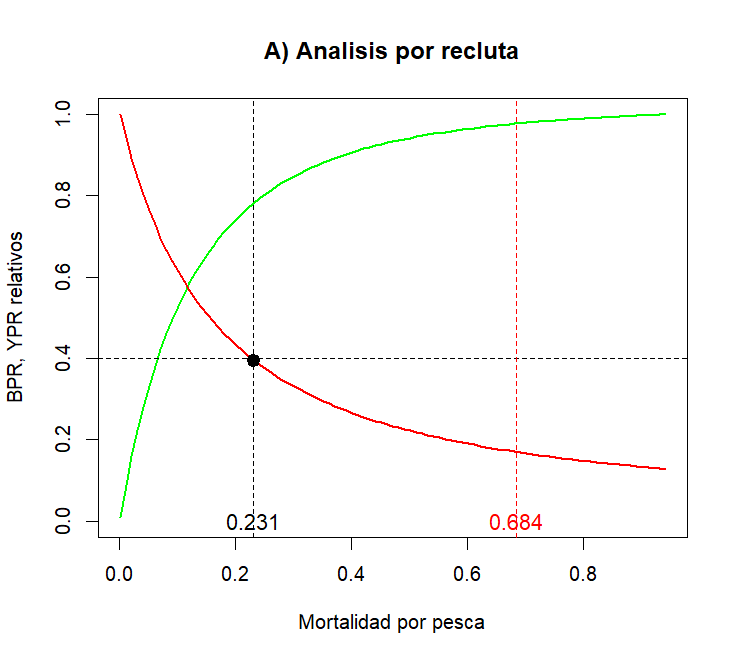 A) Analisis por recluta
BPR, YPR relativos
1.0
0.8
0.6
0.4
0.2
0.0
0.231
0.684
0.0 0.2 0.4 0.6 0.8
Mortalidad por pesca